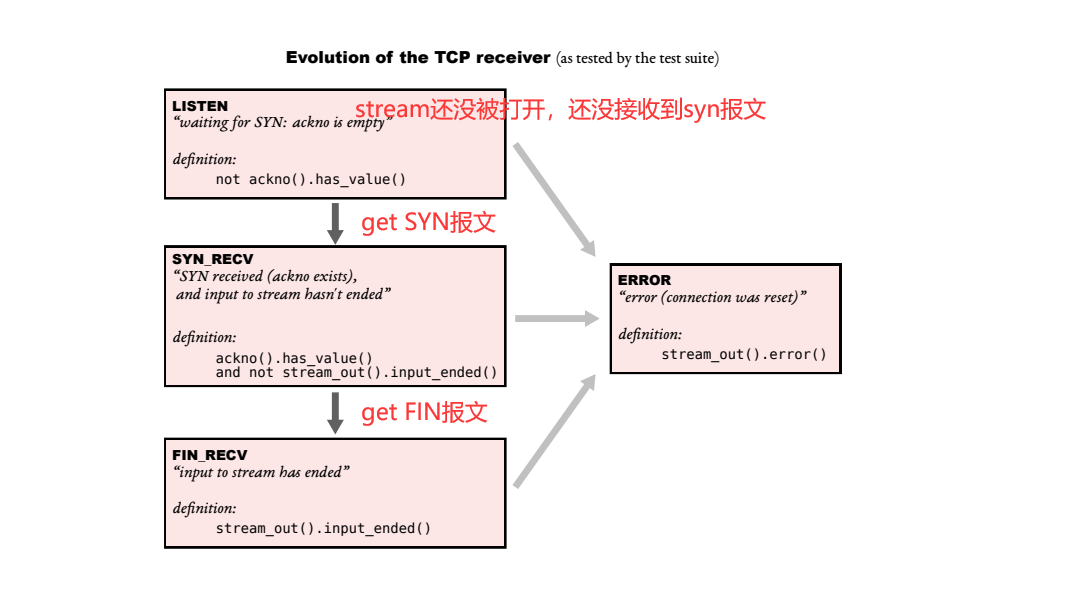 Evolution of the TCP receiver (as tested by the test suite)
LISTEN
stream还没被打开，还没接收到syn报文
“waiting for SYN: ackno is empty”
definition:
not ackno().has_value()
get SYN报文
SYN_RECV
“SYN received (ackno exists),
and input to stream hasn't ended”
definition:
ackno().has_value()
and not stream_out().input_ended()
ERROR
“error (connection was reset)”
definition:
stream_out().error()
get FIN报文
FIN_RECV
“input to stream has ended”
definition:
stream_out().input_ended()